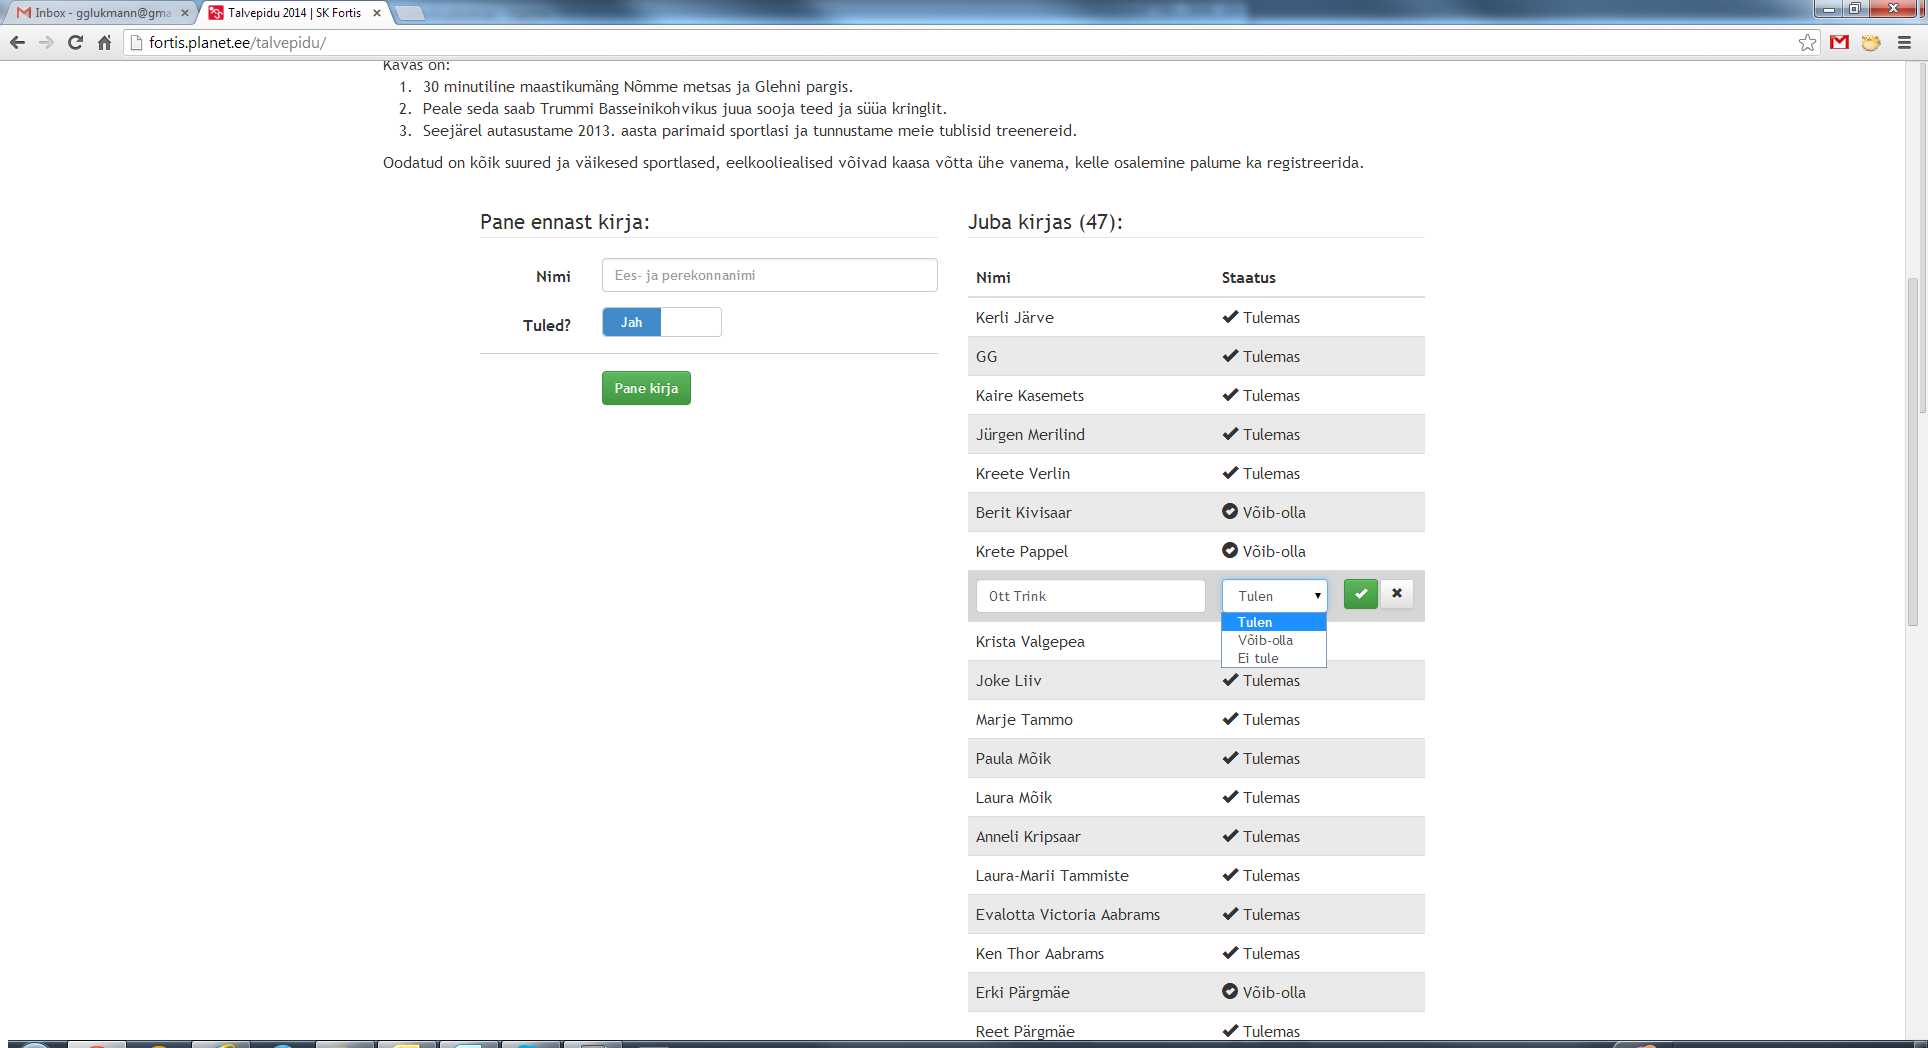 Inbox - gglukmann@gma
Talvepidu 2014 | SK Fortis
fortis.planet.ee/talvepidu/
Kavas on:
1. 30 minutiline maastikumäng Nõmme metsas ja Glehni pargis.
2. Peale seda saab Trummi Basseinikohvikus juua sooja teed ja süüa kringlit.
3. Seejärel autasustame 2013. aasta parimaid sportlasi ja tunnustame meie tublisid treenereid.
Oodatud on kõik suured ja väikesed sportlased, eelkooliealised võivad kaasa võtta ühe vanema, kelle osalemine palume ka registreerida.
Pane ennast kirja:
Nimi
Ees- ja perekonnanimi
Tuled?
Jah
Pane kirja
Juba kirjas (47):
Nimi Staatus
Kerli Järve Tulemas
GG Tulemas
Kaire Kasemets Tulemas
Jürgen Merilind Tulemas
Kreete Verlin Tulemas
Berit Kivisaar Võib-olla
Krete Pappel Võib-olla
Ott Trink Tulen
Tulen
Võib-olla
Ei tule
Krista Valgepea
Joke Liiv Tulemas
Marje Tammo Tulemas
Paula Mõik Tulemas
Laura Mõik Tulemas
Anneli Kripsaar Tulemas
Laura-Marii Tammiste Tulemas
Evalotta Victoria Aabrams Tulemas
Ken Thor Aabrams Tulemas
Erki Pärgmäe Võib-olla
Reet Pärgmäe Tulemas